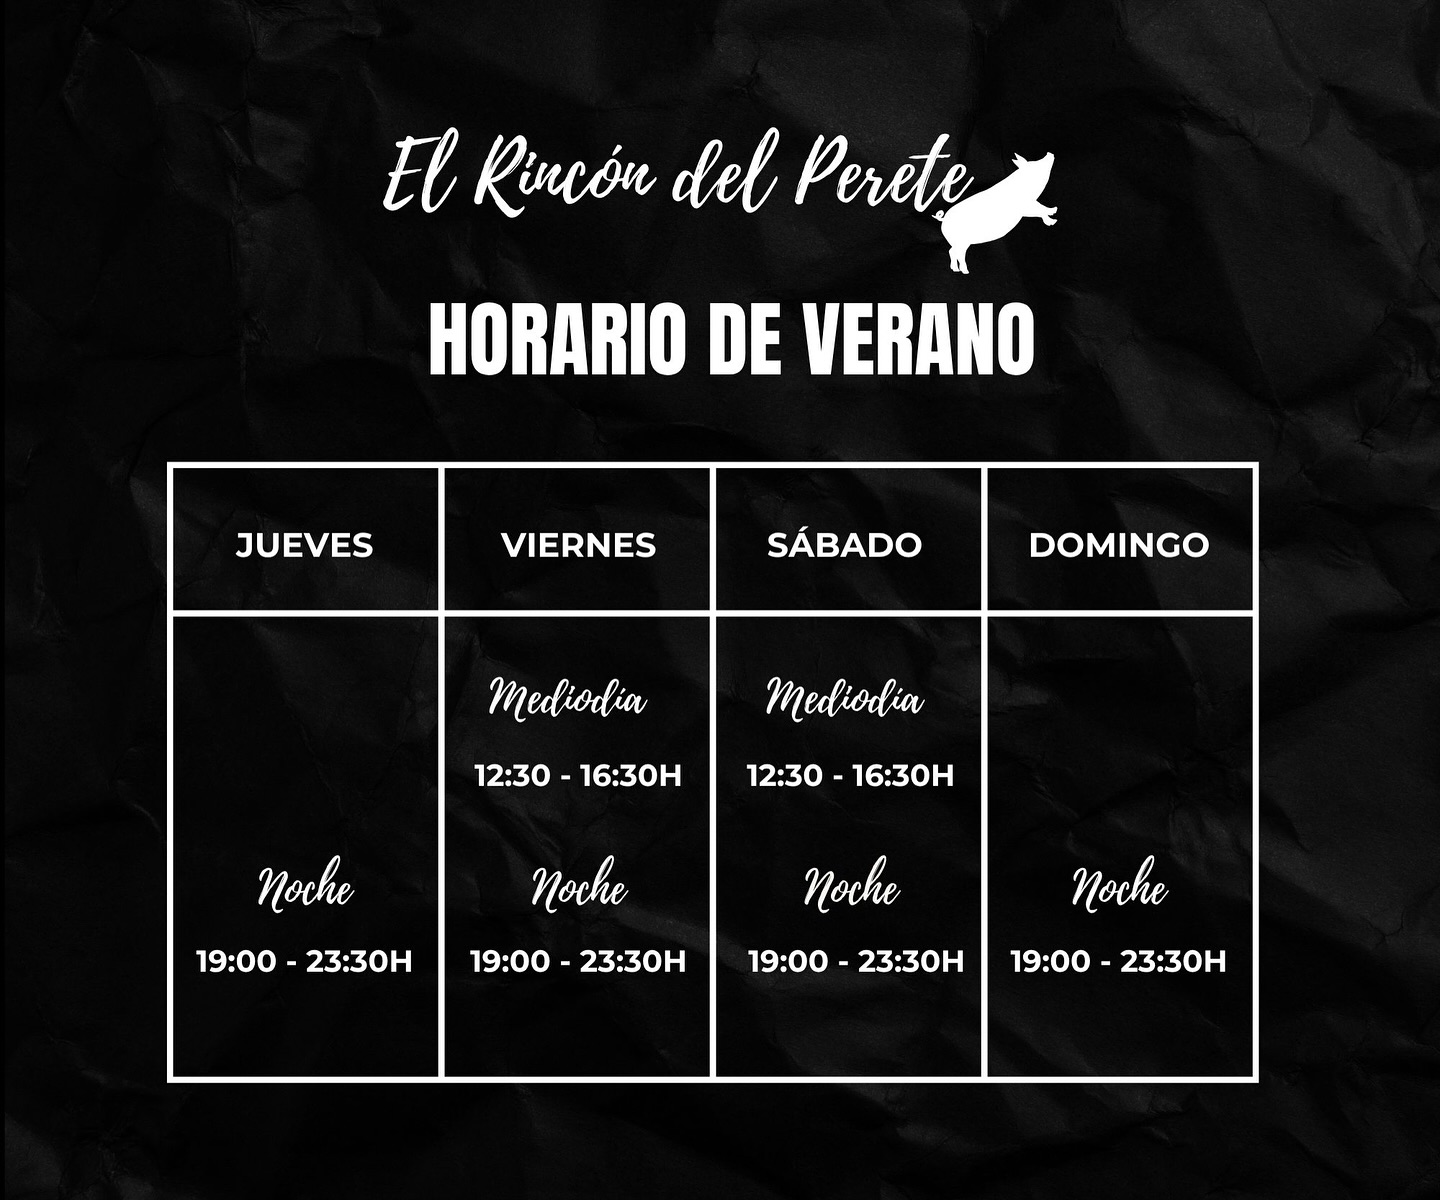 El Rincón del Perete
HORARIO DE VERANO
JUEVES VIERNES SÁBADO DOMINGO
Mediodía Mediodía
12:30 - 16:30H 12:30 - 16:30H
Noche Noche Noche Noche
19:00 - 23:30H 19:00 - 23:30H 19:00 - 23:30H 19:00 - 23:30H